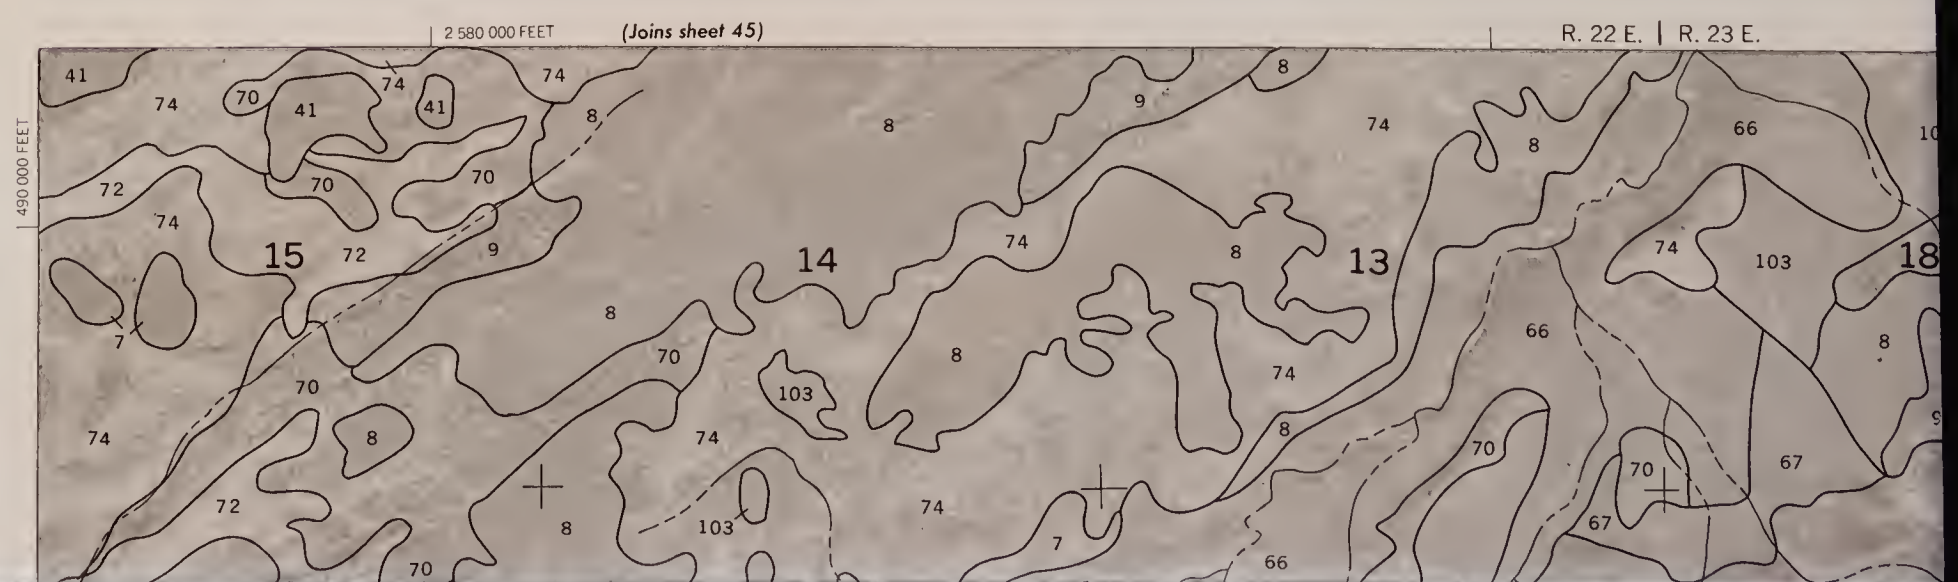 2 580 000 FEET (Joins sheet 45) R. 22 E. | R. 23 E.
490 000 FEET
41 74 74 8
74 70 41 74 41 8 8 9 74 66
8
72 70 70
74 72 9 74 8 74 103
15 14 13 18
7 8 70 8 66 8
70 103 74
74 8 74 8 70 70 67
72 8 103 74 7 67
70 66